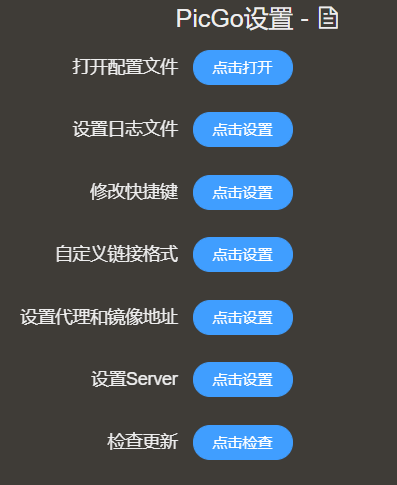 PicGo设置 -
打开配置文件 点击打开
设置日志文件 点击设置
修改快捷键 点击设置
自定义链接格式 点击设置
设置代理和镜像地址 点击设置
设置Server 点击设置
检查更新 点击检查